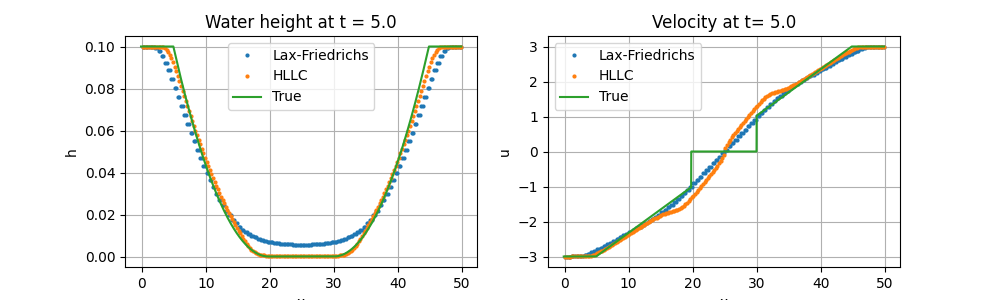 Water height at t = 5.0
h
0.10
0.08
0.06
0.04
0.02
0.00
Lax-Friedrichs
HLLC
True
0 10 20 30 40 50
Velocity at t= 5.0
u
3
2
1
0
−1
−2
−3
Lax-Friedrichs
HLLC
True
0 10 20 30 40 50